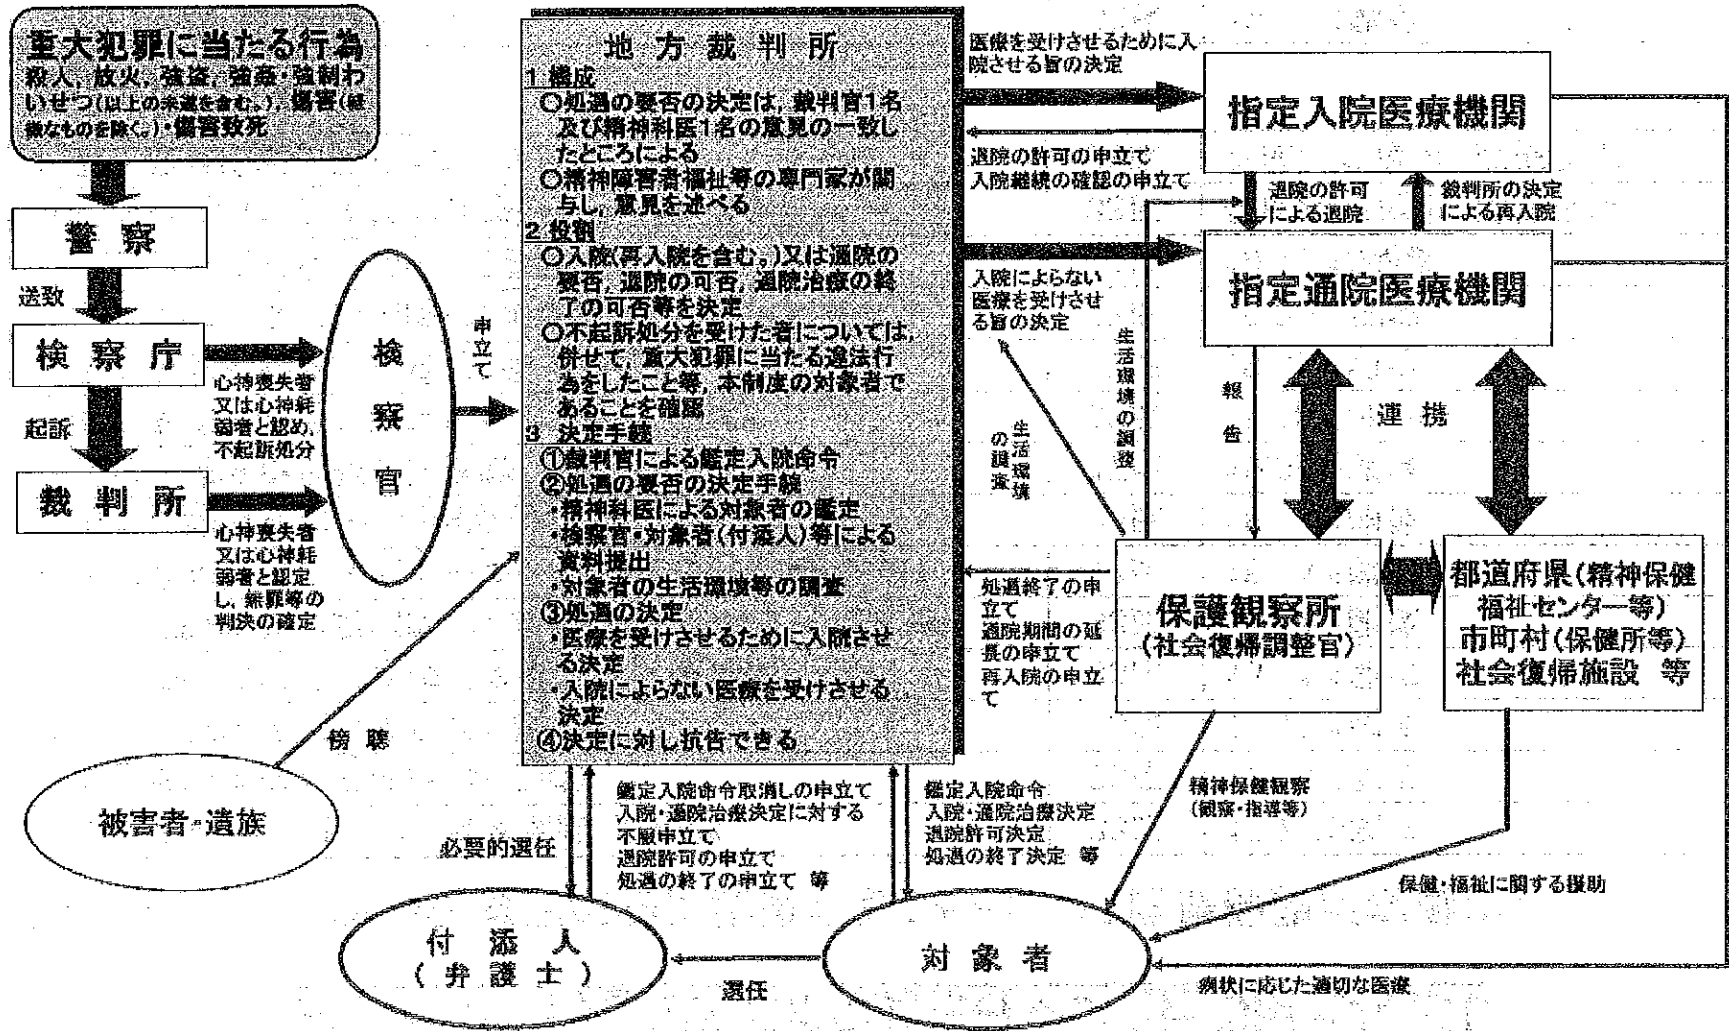 重大犯罪に当たる行為
殺人、放火、強盗、強姦・強制わ
いせつ(以上の未遂を含む。)、傷害(軽
微なものを除く。)・傷害致死
警察
送致
検察庁
起訴
裁判所
心神喪失者
又は心神耗
弱者と認め、
不起訴処分
心神喪失者
又は心神耗
弱者と認定
し、無罪等の
判決の確定
検察官
申立て
地方裁判所
1 構成
○処遇の要否の決定は、裁判官1名
及び精神科医1名の意見の一致し
たところによる
○精神障害者福祉等の専門家が関
与し、意見を述べる
2 役割
○入院(再入院を含む。)又は通院の
要否、退院の可否、通院治療の終
了の可否等を決定
○不起訴処分を受けた者については、
併せて、重大犯罪に当たる違法行
為をしたこと等、本制度の対象者で
あることを確認
3 決定手続
①裁判官による鑑定入院命令
②処遇の要否の決定手続
・精神科医による対象者の鑑定
・検察官・対象者(付添人)等による
資料提出
・対象者の生活環境等の調査
③処遇の決定
・医療を受けさせるために入院させ
る決定
・入院によらない医療を受けさせる
決定
④決定に対し抗告できる
医療を受けさせるために入
院させる旨の決定
指定入院医療機関
退院の許可の申立て
入院継続の確認の申立て
退院の許可
による退院
裁判所の決定
による再入院
指定通院医療機関
入院によらない
医療を受けさせ
る旨の決定
生活環境の調整
生活環境
の調査
報告
連携
保護観察所
(社会復帰調整官)
都道府県(精神保健
福祉センター等)
市町村(保健所等)
社会復帰施設 等
処遇終了の申
立て
通院期間の延
長の申立て
再入院の申立
て
傍聴
被害者・遺族
必要的選任
鑑定入院命令取消しの申立て
入院・通院治療決定に対する
不服申立て
退院許可の申立て
処遇の終了の申立て 等
鑑定入院命令
入院・通院治療決定
退院許可決定
処遇の終了決定 等
精神保健観察
(観察・指導等)
保健・福祉に関する援助
付添人
(弁護士)
選任
対象者
病状に応じた適切な医療